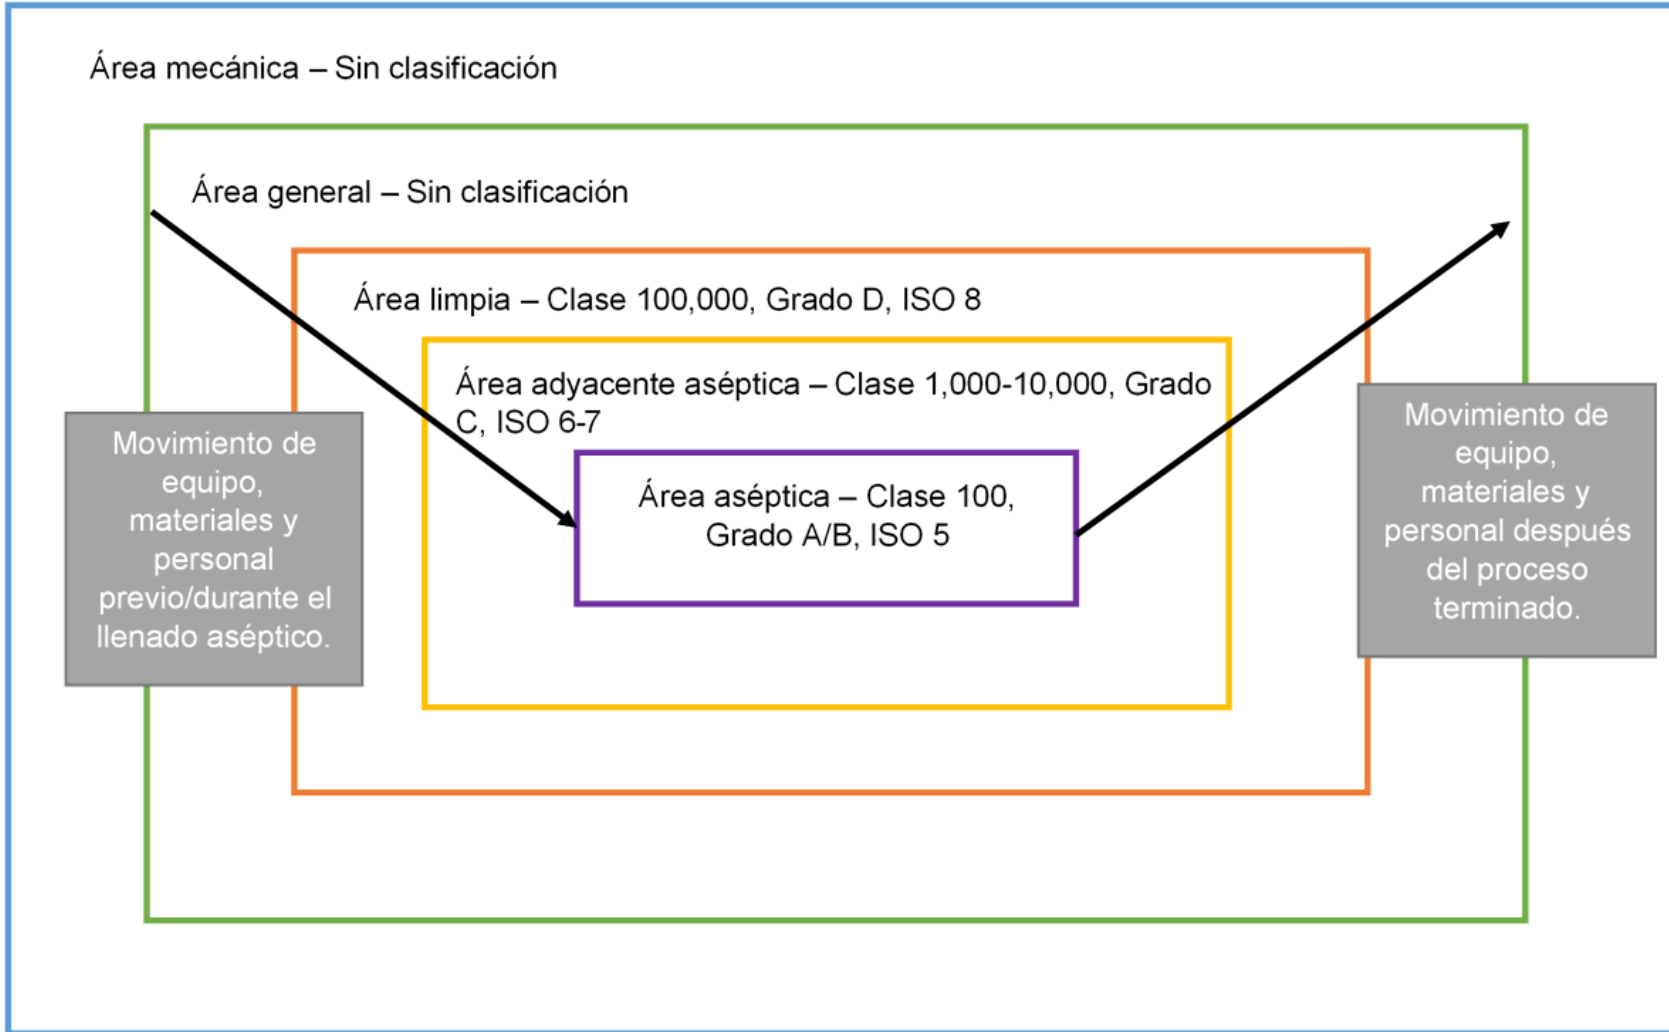 Área mecánica – Sin clasificación
Área general – Sin clasificación
Área limpia – Clase 100,000, Grado D, ISO 8
Área adyacente aséptica – Clase 1,000-10,000, Grado
C, ISO 6-7
Área aséptica – Clase 100,
Grado A/B, ISO 5
Movimiento de
equipo,
materiales y
personal
previo/durante el
llenado aséptico.
Movimiento de
equipo,
materiales y
personal después
del proceso
terminado.